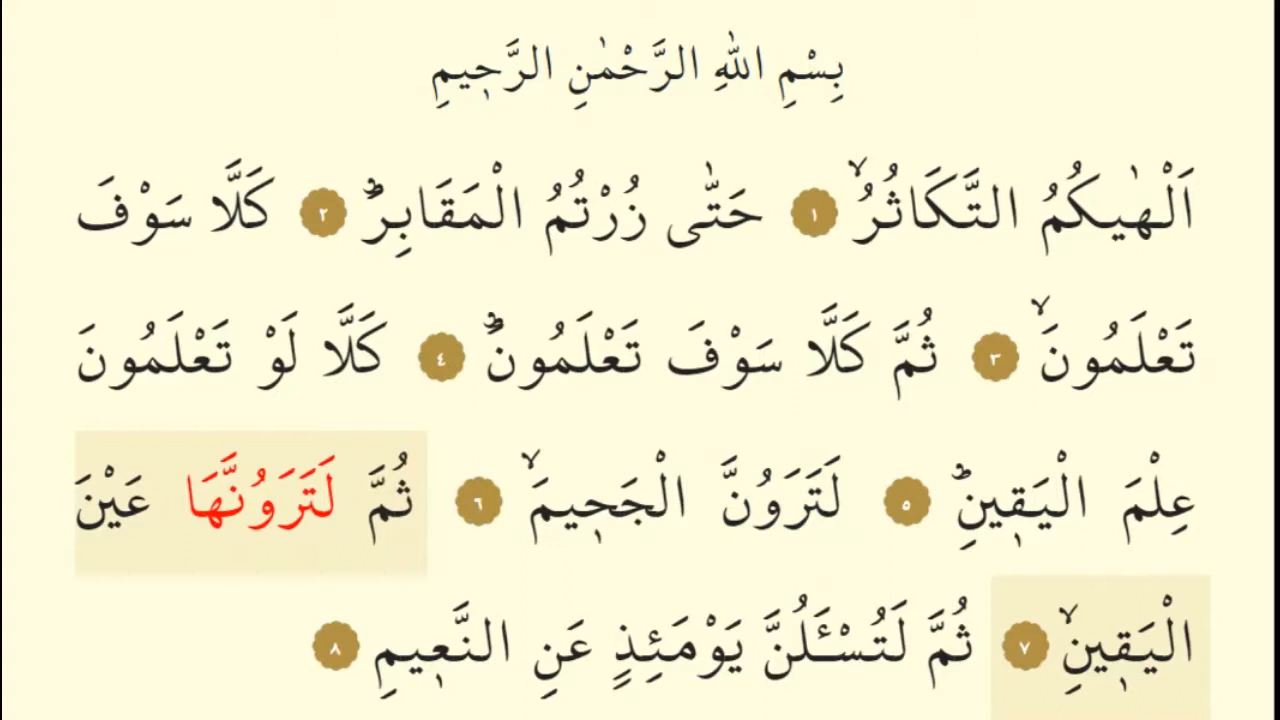 بِسْمِ اللّٰهِ الرَّحْمٰنِ الرَّح۪يمِ
اَلْهٰيكُمُ التَّكَاثُرُۙ ١ حَتّٰى زُرْتُمُ الْمَقَابِرَۜ ٢ كَلَّا سَوْفَ
تَعْلَمُونَۙ ٣ ثُمَّ كَلَّا سَوْفَ تَعْلَمُونَۜ ٤ كَلَّا لَوْ تَعْلَمُونَ
عِلْمَ الْيَق۪ينِۜ ٥ لَتَرَوُنَّ الْجَح۪يمَۙ ٦ ثُمَّ لَتَرَوُنَّهَا عَيْنَ
الْيَق۪ينِۙ ٧ ثُمَّ لَتُسْـَٔلُنَّ يَوْمَئِذٍ عَنِ النَّع۪يمِ ٨